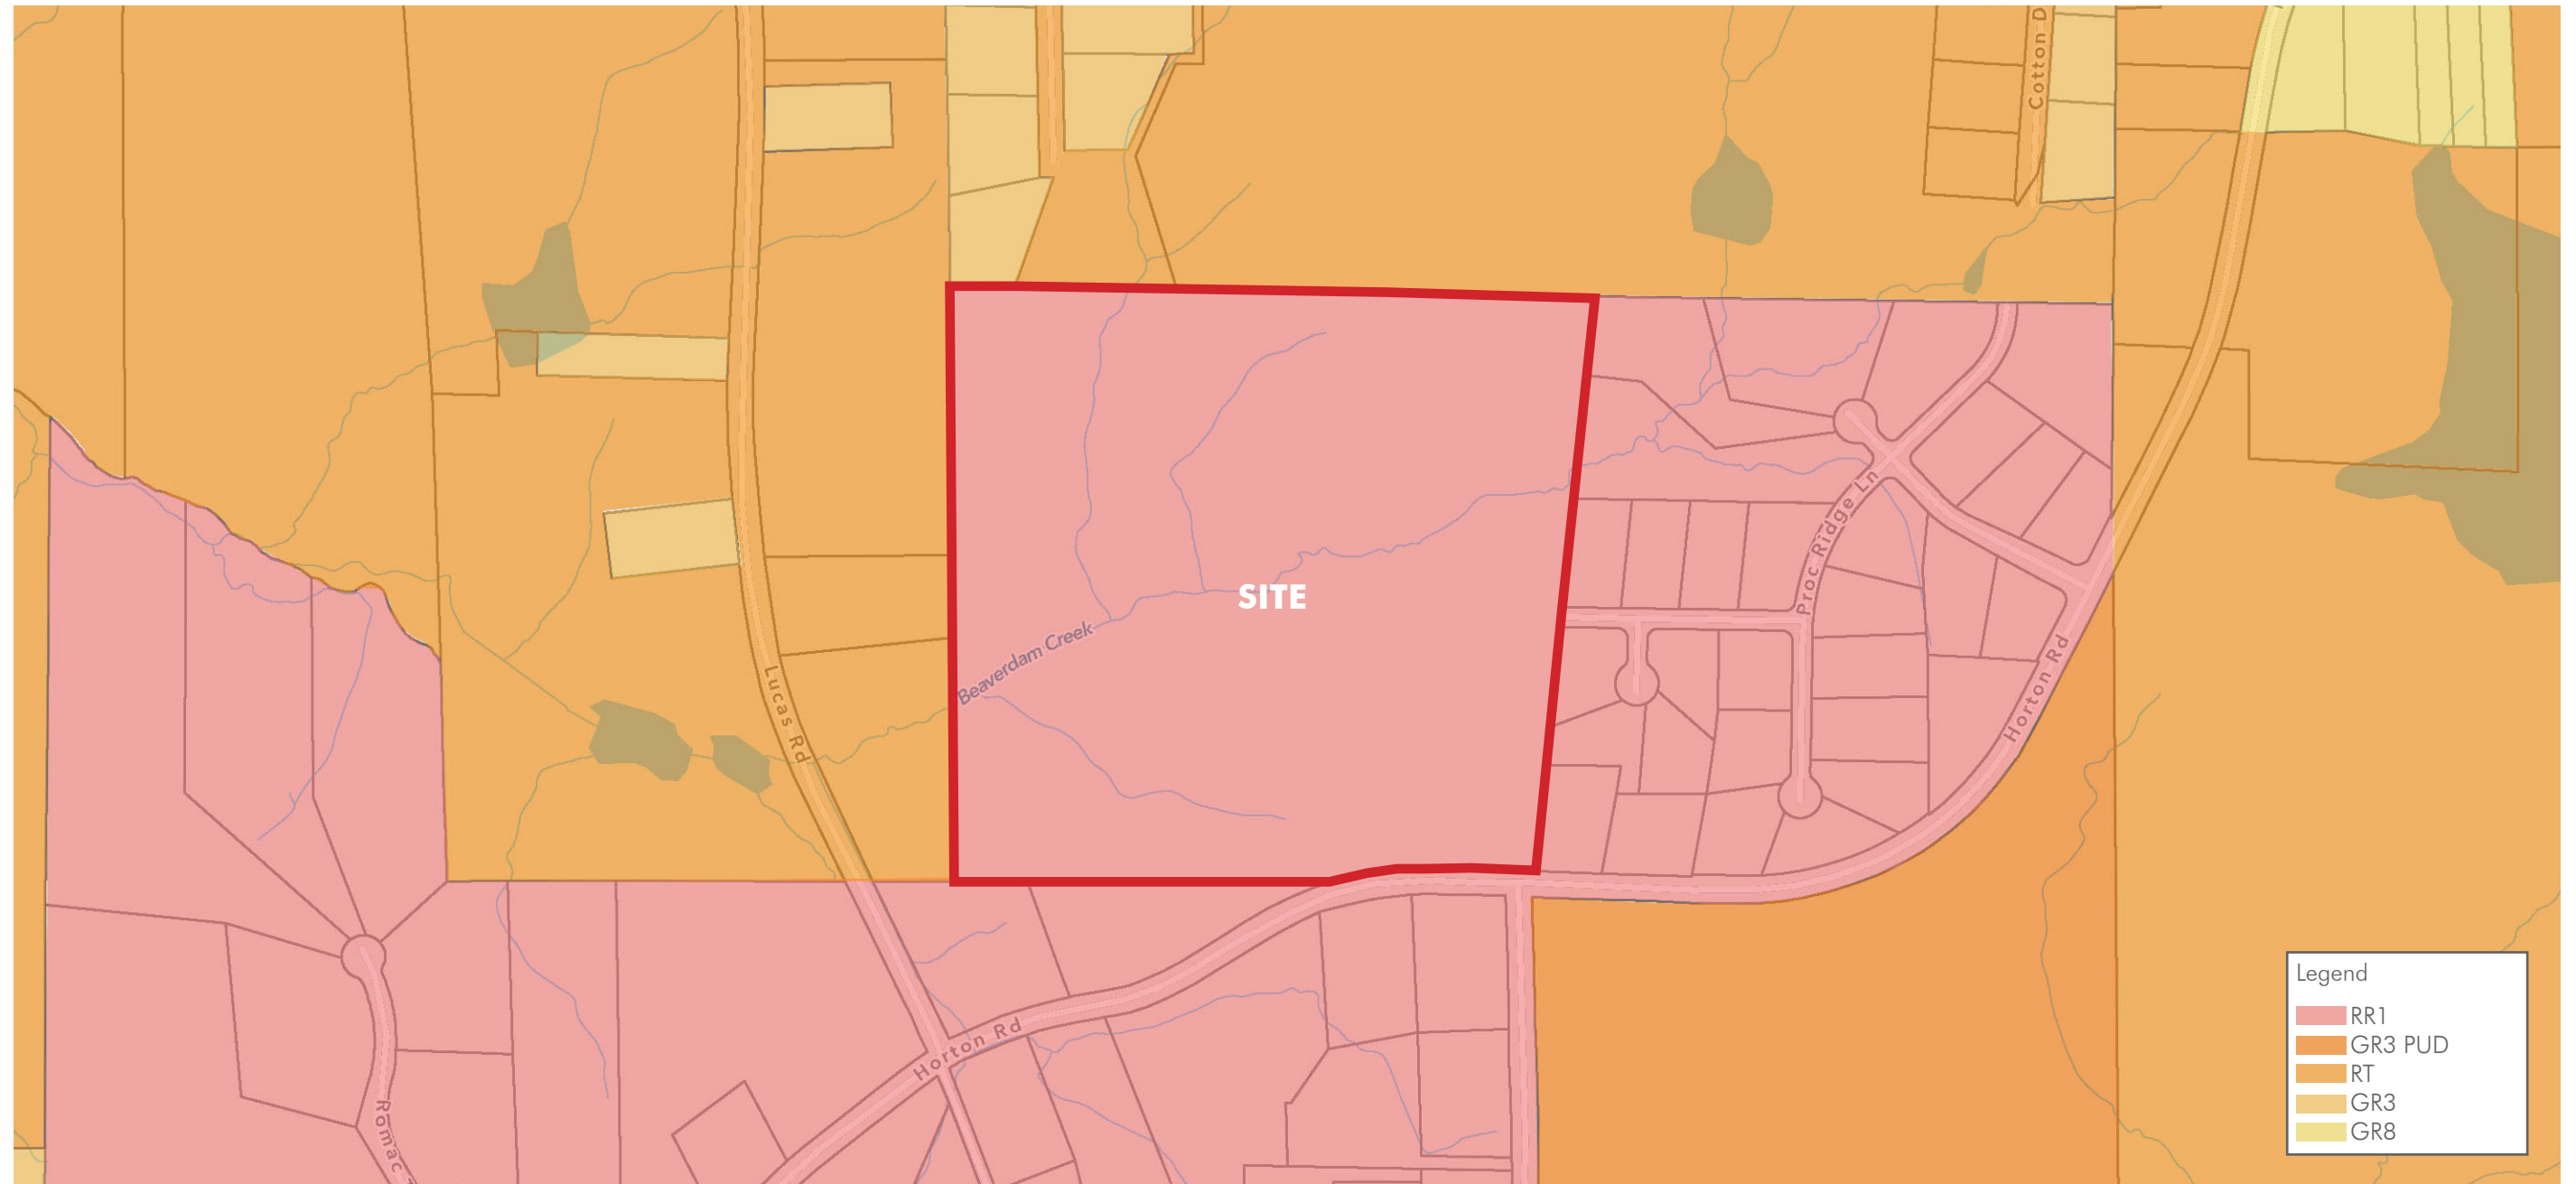 Cotton D
SITE
Proc Ridge Ln
Beaverdam Creek
Lucas Rd
Horton Rd
Horton Rd
Romac
Legend
RR1
GR3 PUD
RT
GR3
GR8